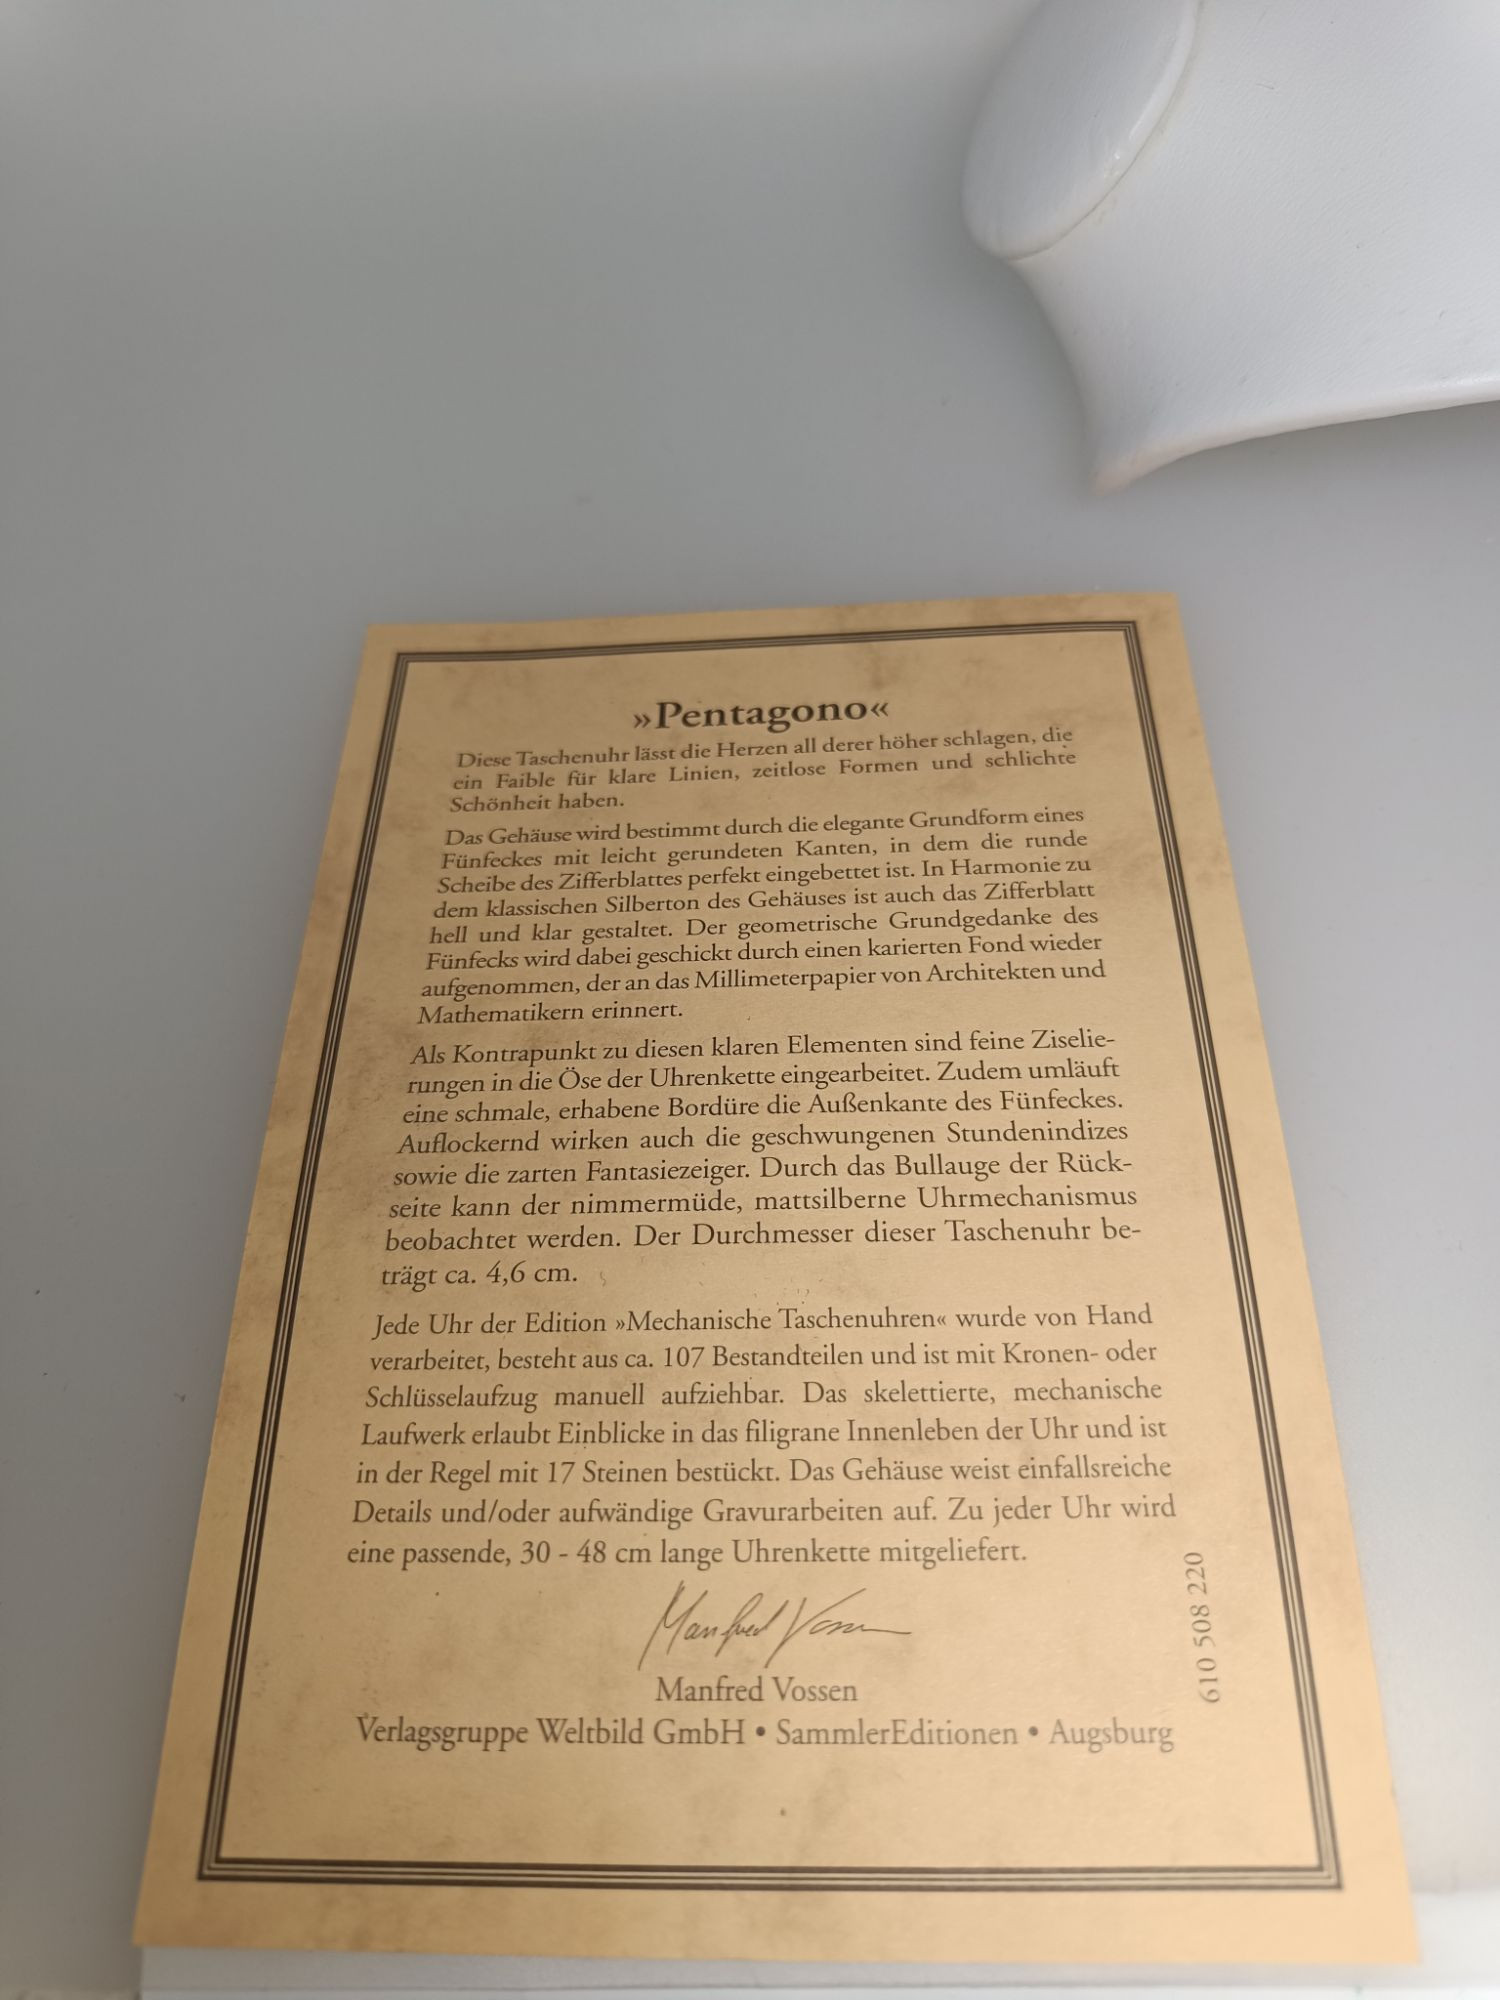 »Pentagono«
Diese Taschenuhr lässt die Herzen all derer höher schlagen, die
ein Faible für klare Linien, zeitlose Formen und schlichte
Schönheit haben.
Das Gehäuse wird bestimmt durch die elegante Grundform eines
Fünfeckes mit leicht gerundeten Kanten, in dem die runde
Scheibe des Zifferblattes perfekt eingebettet ist. In Harmonie zu
dem klassischen Silberton des Gehäuses ist auch das Zifferblatt
hell und klar gestaltet. Der geometrische Grundgedanke des
Fünfecks wird dabei geschickt durch einen karierten Fond wieder
aufgenommen, der an das Millimeterpapier von Architekten und
Mathematikern erinnert.
Als Kontrapunkt zu diesen klaren Elementen sind feine Ziselie-
rungen in die Öse der Uhrenkette eingearbeitet. Zudem umläuft
eine schmale, erhabene Bordüre die Außenkante des Fünfeckes.
Auflockernd wirken auch die geschwungenen Stundenindizes
sowie die zarten Fantasiezeiger. Durch das Bullauge der Rück-
seite kann der nimmermüde, mattsilberne Uhrmechanismus
beobachtet werden. Der Durchmesser dieser Taschenuhr be-
trägt ca. 4,6 cm.
Jede Uhr der Edition »Mechanische Taschenuhren« wurde von Hand
verarbeitet, besteht aus ca. 107 Bestandteilen und ist mit Kronen- oder
Schlüsselaufzug manuell aufziehbar. Das skelettierte, mechanische
Laufwerk erlaubt Einblicke in das filigrane Innenleben der Uhr und ist
in der Regel mit 17 Steinen bestückt. Das Gehäuse weist einfallsreiche
Details und/oder aufwändige Gravurarbeiten auf. Zu jeder Uhr wird
eine passende, 30 - 48 cm lange Uhrenkette mitgeliefert.
Manfred Vossen
Manfred Vossen
Verlagsgruppe Weltbild GmbH • SammlerEditionen • Augsburg
610 508 220